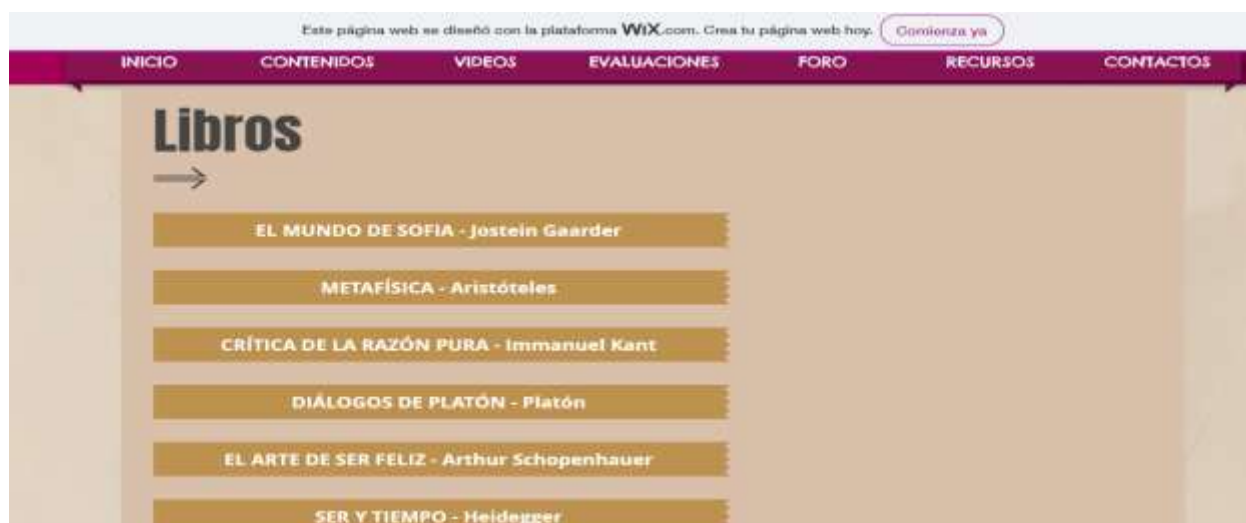 Este página web se diseñó con la plataforma WiX.com. Crea tu página web hoy. Comienza ya
INICIO CONTENIDOS VIDEOS EVALUACIONES FORO RECURSOS CONTACTOS
Libros
EL MUNDO DE SOFIA - Jostein Gaarder
METAFÍSICA - Aristóteles
CRÍTICA DE LA RAZÓN PURA - Immanuel Kant
DIÁLOGOS DE PLATÓN - Platón
EL ARTE DE SER FELIZ - Arthur Schopenhauer
SER Y TIEMPO - Heidegger